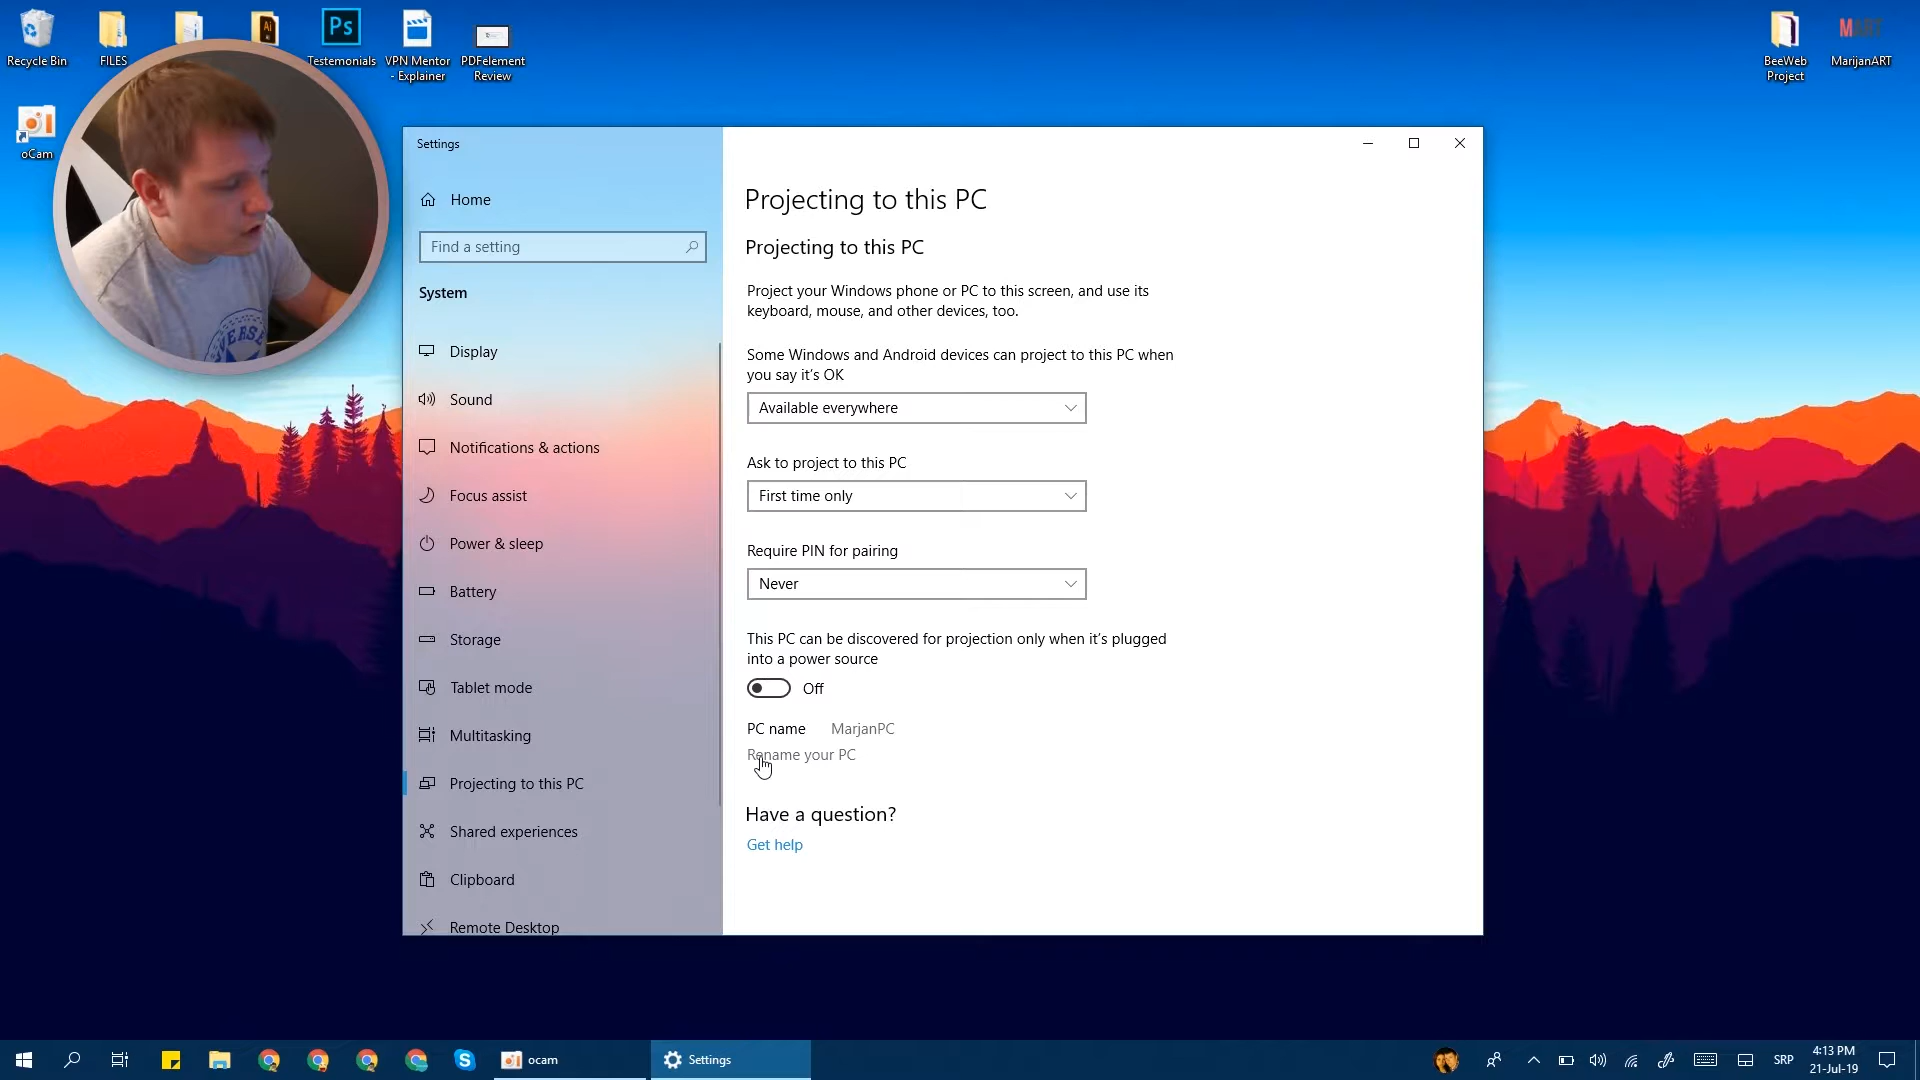 Recycle Bin
FILES
Ai
Ps
Testemonials
VPN Mentor
- Explainer
PDFelement
Review
BeeWeb
Project
MART
MarijanART
oCam
Settings
Home
Find a setting
System
Display
Sound
Notifications & actions
Focus assist
Power & sleep
Battery
Storage
Tablet mode
Multitasking
Projecting to this PC
Shared experiences
Clipboard
Remote Desktop
Projecting to this PC
Projecting to this PC
Project your Windows phone or PC to this screen, and use its
keyboard, mouse, and other devices, too.
Some Windows and Android devices can project to this PC when
you say it's OK
Available everywhere
Ask to project to this PC
First time only
Require PIN for pairing
Never
This PC can be discovered for projection only when it's plugged
into a power source
Off
PC name MarjanPC
Rename your PC
Have a question?
Get help
ocam
Settings
SRP
4:13 PM
21-Jul-19